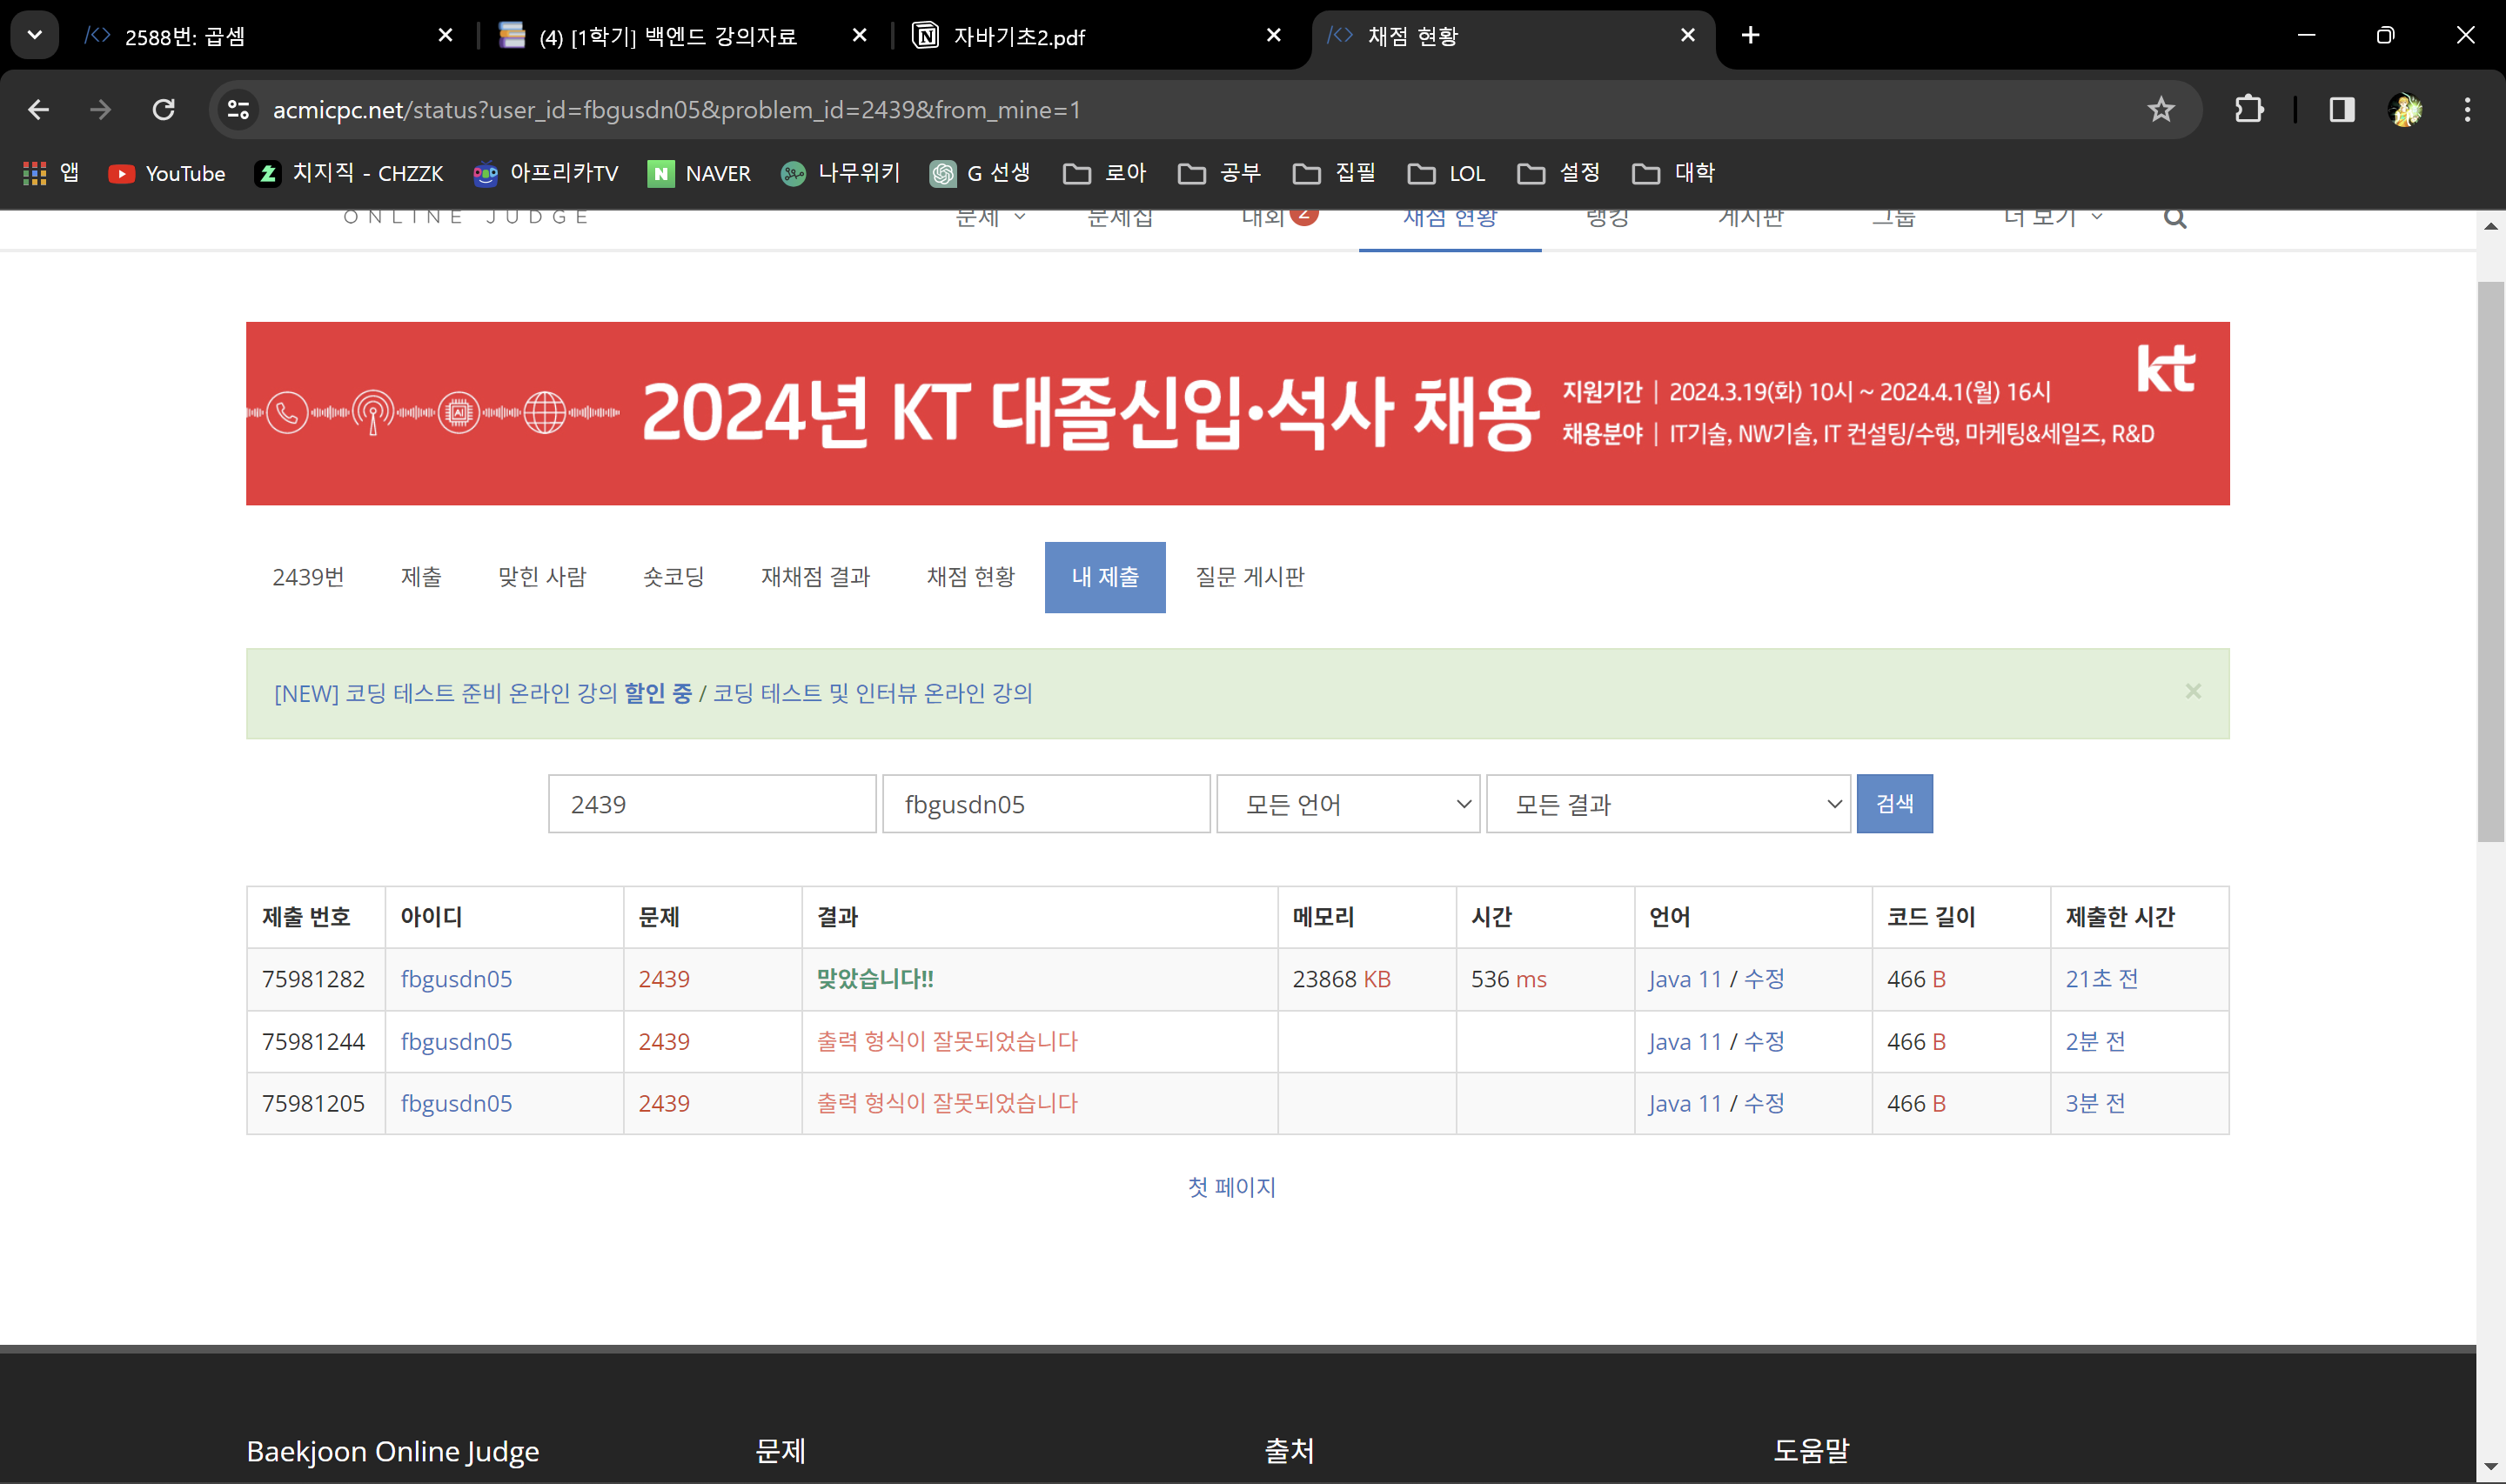 2588번: 곱셈
(4) [1학기] 백엔드 강의자료
자바기초2.pdf
채점 현황
acmicpc.net/status?user_id=fbgusdn05&problem_id=2439&from_mine=1
앱 YouTube 치지직 - CHZZK 아프리카TV NAVER 나무위키 G 선생 로아 공부 집필 LOL 설정 대학
ONLINE JUDGE 문제 문제집 대회 2 채점 현황 랭킹 게시판 그룹 더 보기
2024년 KT 대졸신입·석사 채용
지원기간 | 2024.3.19(화) 10시 ~ 2024.4.1(월) 16시
채용분야 | IT기술, NW기술, IT 컨설팅/수행, 마케팅&세일즈, R&D
kt
2439번 제출 맞힌 사람 숏코딩 재채점 결과 채점 현황 내 제출 질문 게시판
[NEW] 코딩 테스트 준비 온라인 강의 할인 중 / 코딩 테스트 및 인터뷰 온라인 강의
2439 fbgusdn05 모든 언어 모든 결과 검색
제출 번호 아이디 문제 결과 메모리 시간 언어 코드 길이 제출한 시간
75981282 fbgusdn05 2439 맞았습니다!! 23868 KB 536 ms Java 11 / 수정 466 B 21초 전
75981244 fbgusdn05 2439 출력 형식이 잘못되었습니다 Java 11 / 수정 466 B 2분 전
75981205 fbgusdn05 2439 출력 형식이 잘못되었습니다 Java 11 / 수정 466 B 3분 전
첫 페이지
Baekjoon Online Judge 문제 출처 도움말